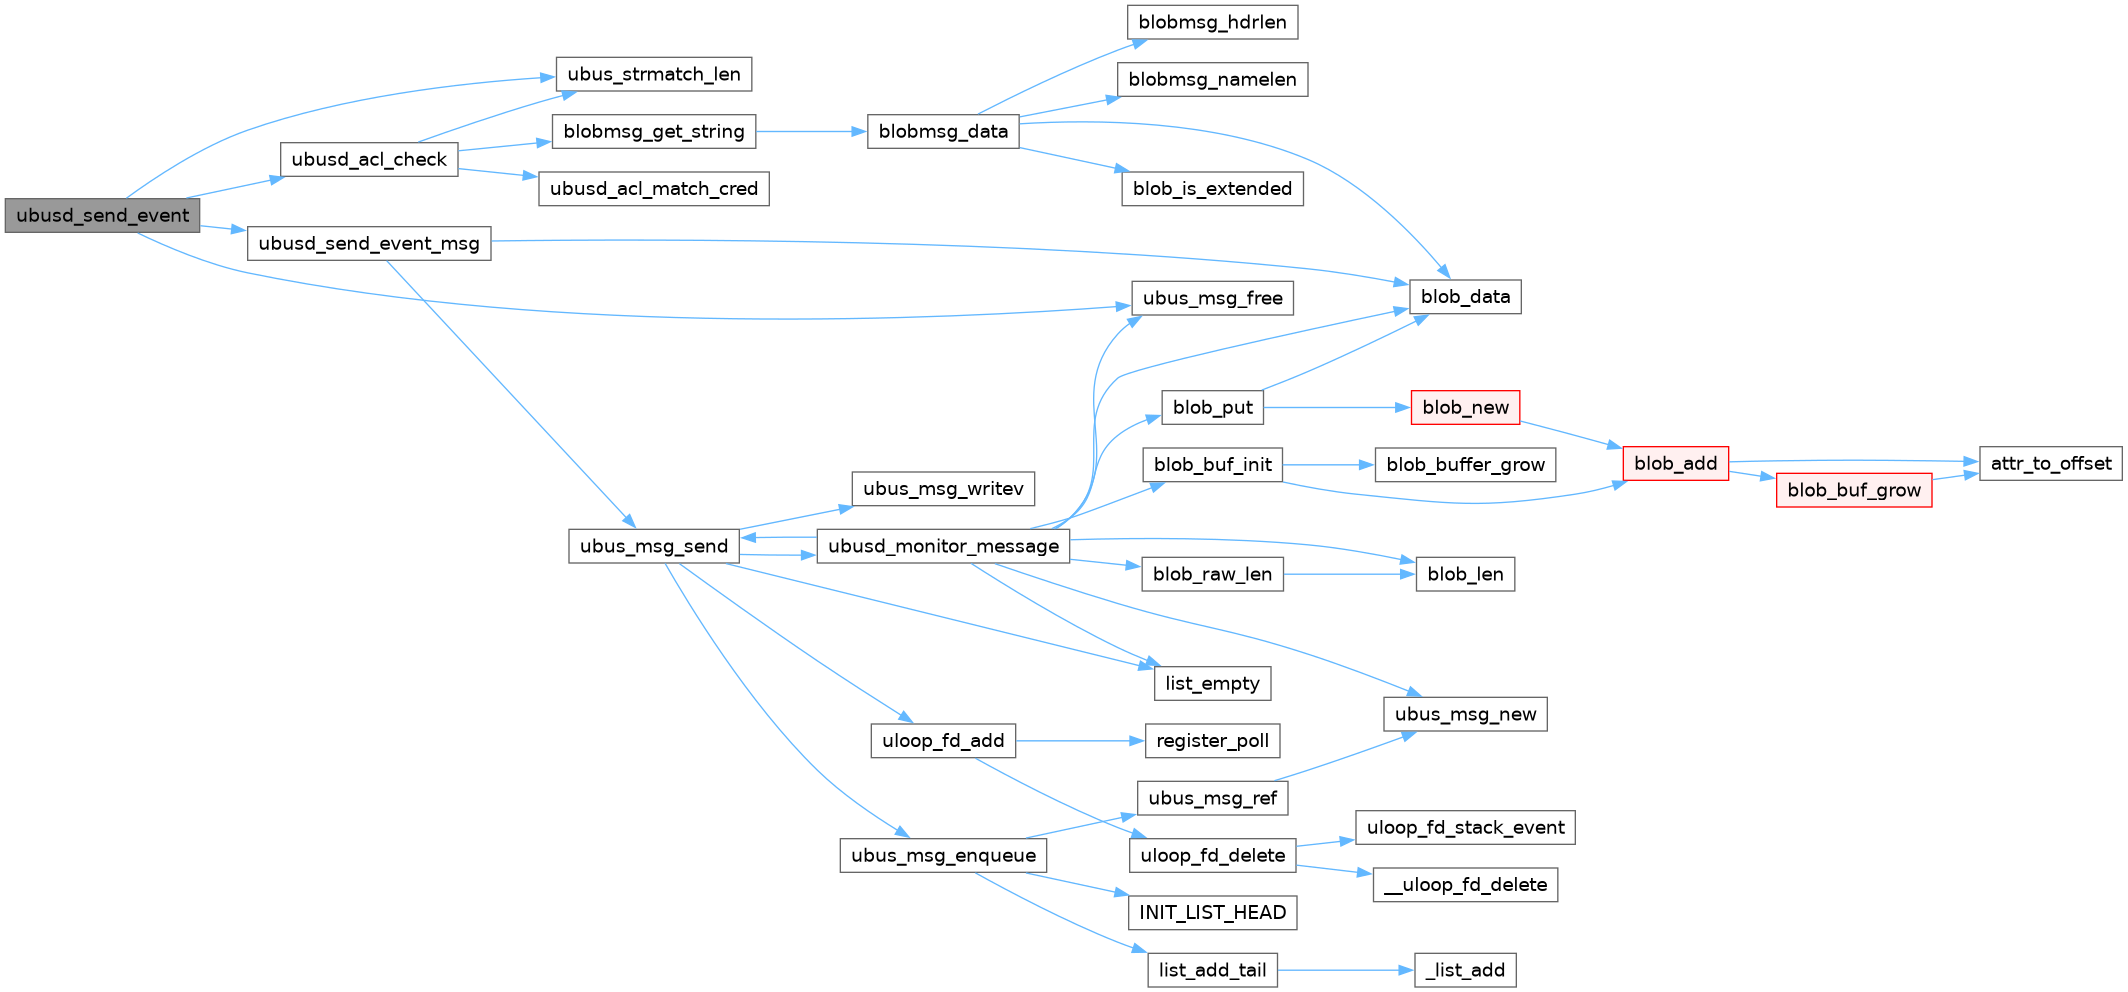 ubusd_send_event
ubus_strmatch_len
ubusd_acl_check
blobmsg_get_string
ubusd_acl_match_cred
blobmsg_data
blobmsg_hdrlen
blobmsg_namelen
blob_is_extended
blob_data
ubusd_send_event_msg
ubus_msg_free
blob_put
blob_new
blob_add
attr_to_offset
blob_buf_grow
blob_buf_init
blob_buffer_grow
ubus_msg_writev
ubus_msg_send
ubusd_monitor_message
blob_raw_len
blob_len
list_empty
ubus_msg_new
uloop_fd_add
register_poll
ubus_msg_ref
ubus_msg_enqueue
uloop_fd_delete
uloop_fd_stack_event
__uloop_fd_delete
INIT_LIST_HEAD
list_add_tail
_list_add